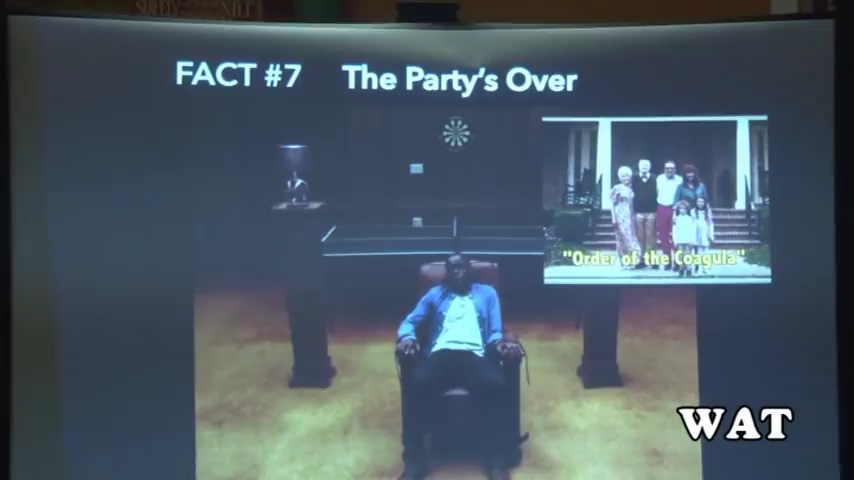 FACT #7 The Party's Over
"Order of the Coagula"
WAT